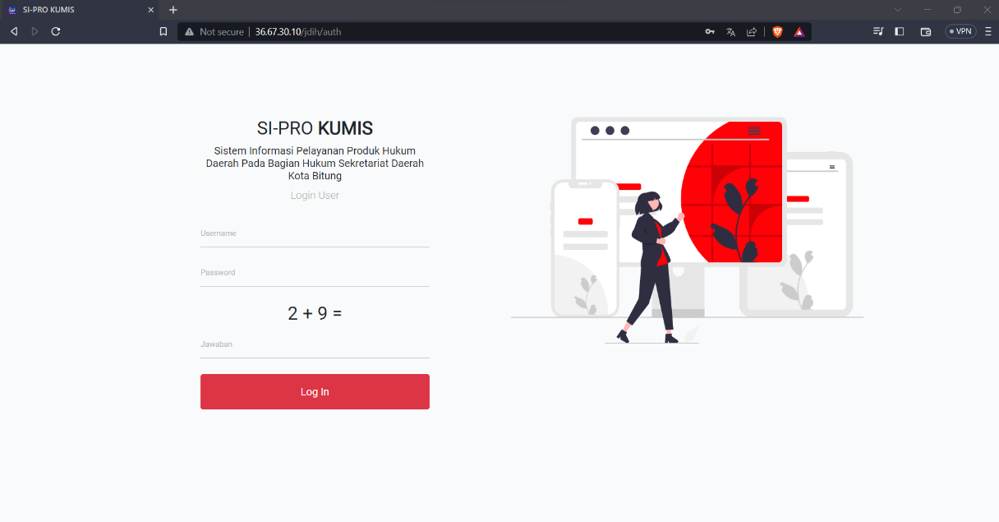 SI-PRO KUMIS
Not secure
36.67.30.10/jdih/auth
VPN
SI-PRO KUMIS
Sistem Informasi Pelayanan Produk Hukum
Daerah Pada Bagian Hukum Sekretariat Daerah
Kota Bitung
Login User
Username
Password
2 + 9 =
Jawaban
Log In